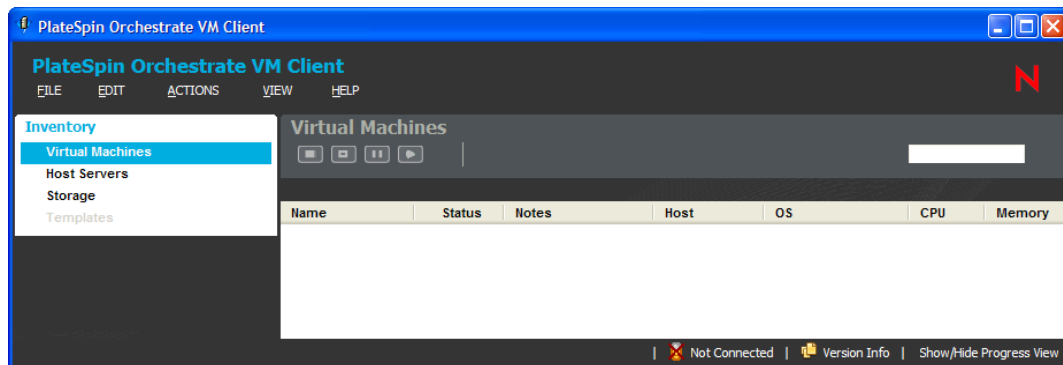 PlateSpin Orchestrate VM Client
PlateSpin Orchestrate VM Client
N
FILE EDIT ACTIONS VIEW HELP
Inventory
Virtual Machines
Host Servers
Storage
Templates
Virtual Machines
Name Status Notes Host OS CPU Memory
| Not Connected | Version Info | Show/Hide Progress View